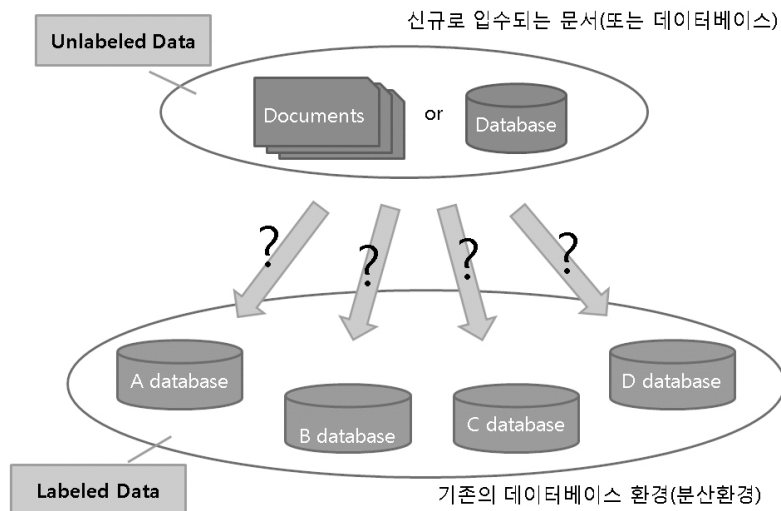 신규로 입수되는 문서(또는 데이터베이스)
Unlabeled Data
Documents
or
Database
?
?
?
?
A database
B database
C database
D database
Labeled Data
기존의 데이터베이스 환경(분산환경)